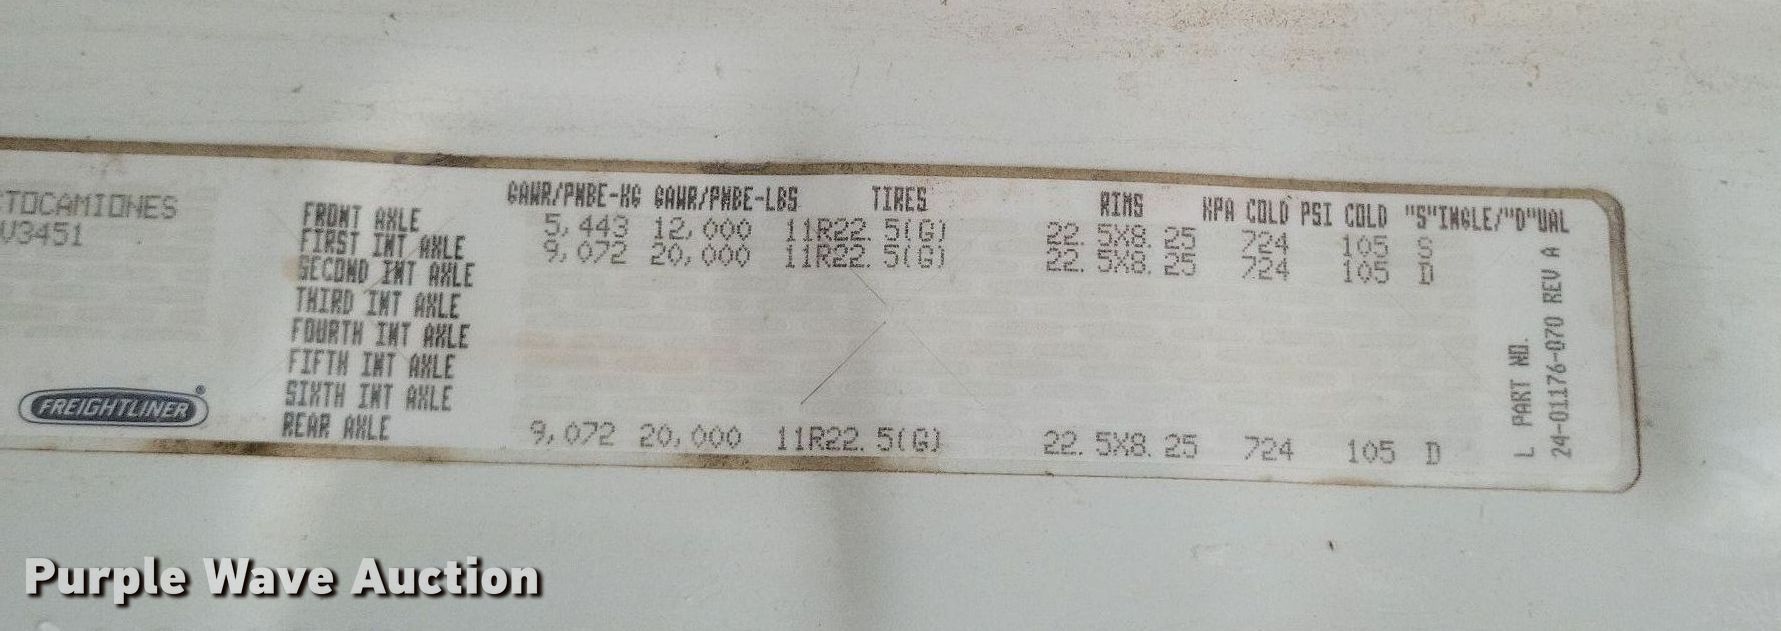 TOCAMIONES
V3451
FREIGHTLINER®
GAWR/PNBE-KG GAWR/PNBE-LBS TIRES RIMS KPA COLD PSI COLD "S"INGLE/"D"UAL
FRONT AXLE 5,443 12,000 11R22.5(G) 22.5X8.25 724 105 S
FIRST INT AXLE 9,072 20,000 11R22.5(G) 22.5X8.25 724 105 D
SECOND INT AXLE
THIRD INT AXLE
FOURTH INT AXLE
FIFTH INT AXLE
SIXTH INT AXLE
REAR AXLE 9,072 20,000 11R22.5(G) 22.5X8.25 724 105 D
L PART NO.
24-01176-070 REV A
Purple Wave Auction